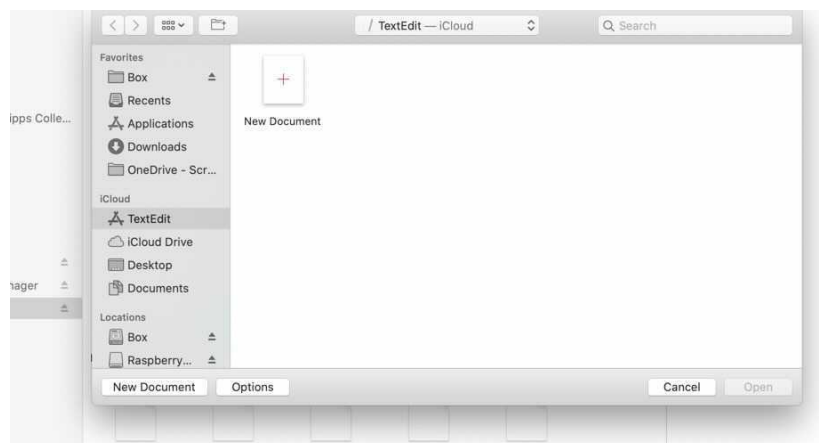 / TextEdit — iCloud
Search
Favorites
Box
Recents
Applications
Downloads
OneDrive - Scr...
iCloud
TextEdit
iCloud Drive
Desktop
Documents
Locations
Box
Raspberry...
New Document
ipps Colle...
nager
New Document
Options
Cancel
Open